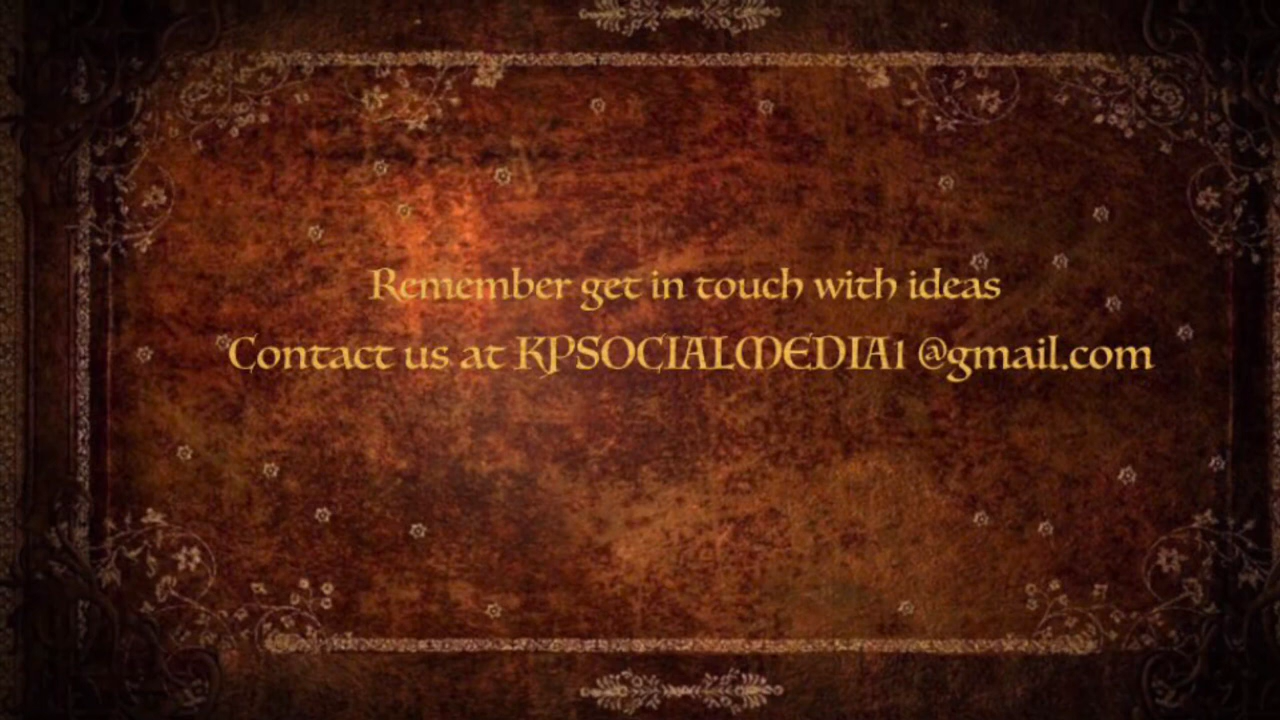 Remember get in touch with ideas
Contact us at KPSOCIALMEDIA1 @gmail.com